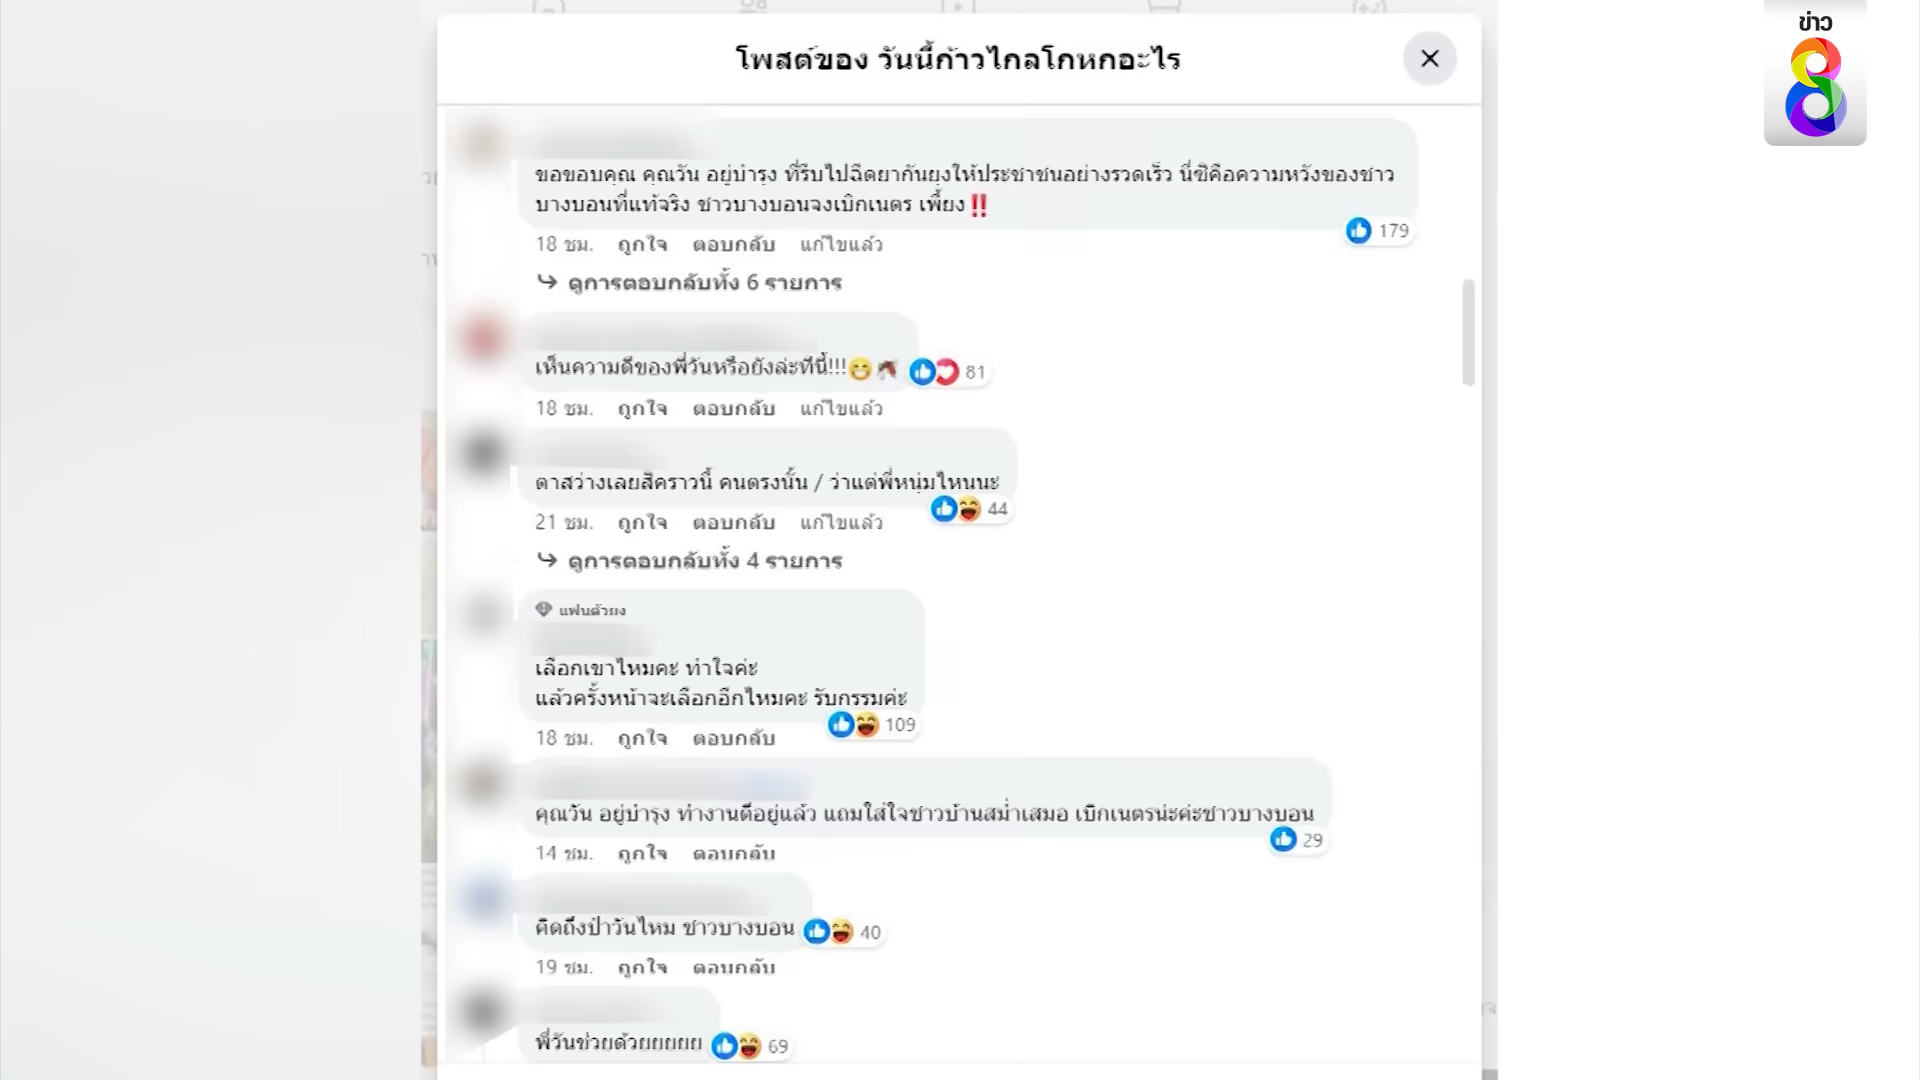 ข่าว
8
โพสต์ของ วันนี้ก้าวไกลโกหกอะไร
ขอขอบคุณ คุณวัน อยู่บำรุง ที่รีบไปฉีดยากันยุงให้ประชาชนอย่างรวดเร็ว นี่ซิคือความหวังของชาว
บางบอนที่แท้จริง ชาวบางบอนจงเบิกเนตร เพี้ยง‼️
179
18 ชม. ถูกใจ ตอบกลับ แก้ไขแล้ว
ดูการตอบกลับทั้ง 6 รายการ
เห็นความดีของพี่วันหรือยังล่ะทีนี้!!!😁🦟 81
18 ชม. ถูกใจ ตอบกลับ แก้ไขแล้ว
ตาสว่างเลยสิคราวนี้ คนตรงนั้น / ว่าแต่พี่หนุ่มไหนนะ
44
21 ชม. ถูกใจ ตอบกลับ แก้ไขแล้ว
ดูการตอบกลับทั้ง 4 รายการ
แฟนตัวยง
เลือกเขาไหมคะ ทำใจค่ะ
แล้วครั้งหน้าจะเลือกอีกไหมคะ รับกรรมค่ะ
109
18 ชม. ถูกใจ ตอบกลับ
คุณวัน อยู่บำรุง ทำงานดีอยู่แล้ว แถมใส่ใจชาวบ้านสม่ำเสมอ เบิกเนตรน่ะค่ะชาวบางบอน
29
14 ชม. ถูกใจ ตอบกลับ
คิดถึงป๋าวันไหม ชาวบางบอน 40
19 ชม. ถูกใจ ตอบกลับ
พี่วันช่วยด้วยยยยย 69